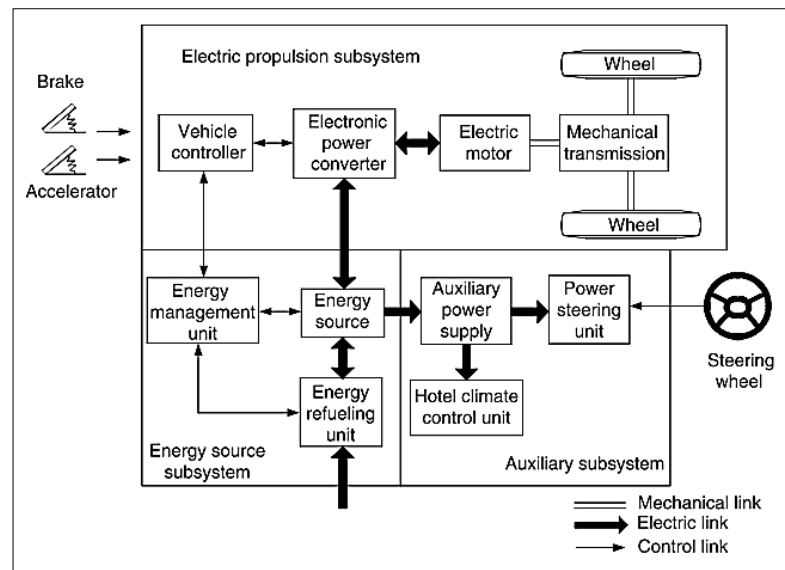 Electric propulsion subsystem
Wheel
Brake
Vehicle
controller
Electronic
power
converter
Electric
motor
Mechanical
transmission
Accelerator
Wheel
Energy
management
unit
Energy
source
Auxiliary
power
supply
Power
steering
unit
Steering
wheel
Energy
refueling
unit
Hotel climate
control unit
Energy source
subsystem
Auxiliary subsystem
Mechanical link
Electric link
Control link